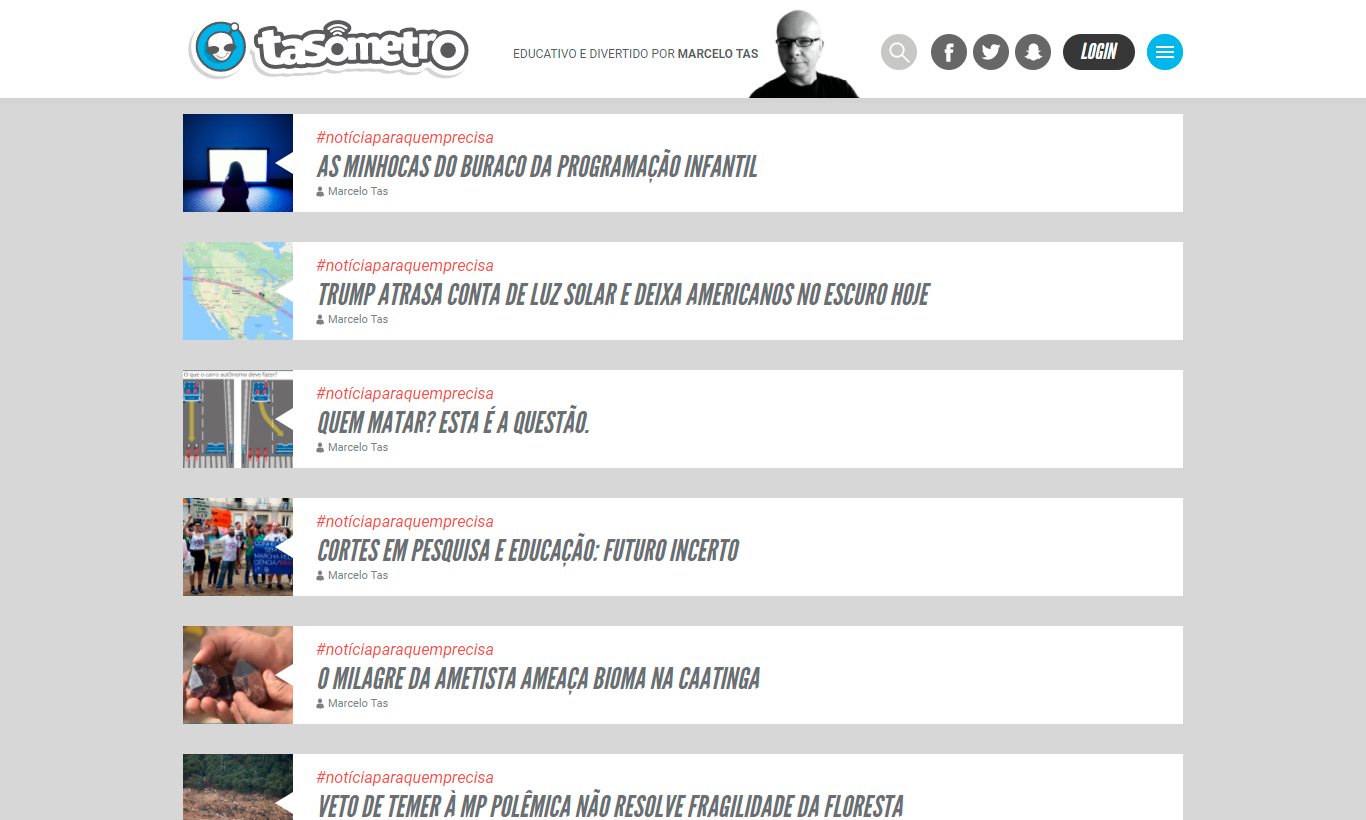 tasômetro
EDUCATIVO E DIVERTIDO POR MARCELO TAS
LOGIN
#notíciaparaquemprecisa
AS MINHOCAS DO BURACO DA PROGRAMAÇÃO INFANTIL
Marcelo Tas
#notíciaparaquemprecisa
TRUMP ATRASA CONTA DE LUZ SOLAR E DEIXA AMERICANOS NO ESCURO HOJE
Marcelo Tas
O que o carro autônomo deve fazer?
#notíciaparaquemprecisa
QUEM MATAR? ESTA É A QUESTÃO.
Marcelo Tas
#notíciaparaquemprecisa
CORTES EM PESQUISA E EDUCAÇÃO: FUTURO INCERTO
Marcelo Tas
#notíciaparaquemprecisa
O MILAGRE DA AMETISTA AMEAÇA BIOMA NA CAATINGA
Marcelo Tas
#notíciaparaquemprecisa
VETO DE TEMER À MP POLÊMICA NÃO RESOLVE FRAGILIDADE DA FLORESTA